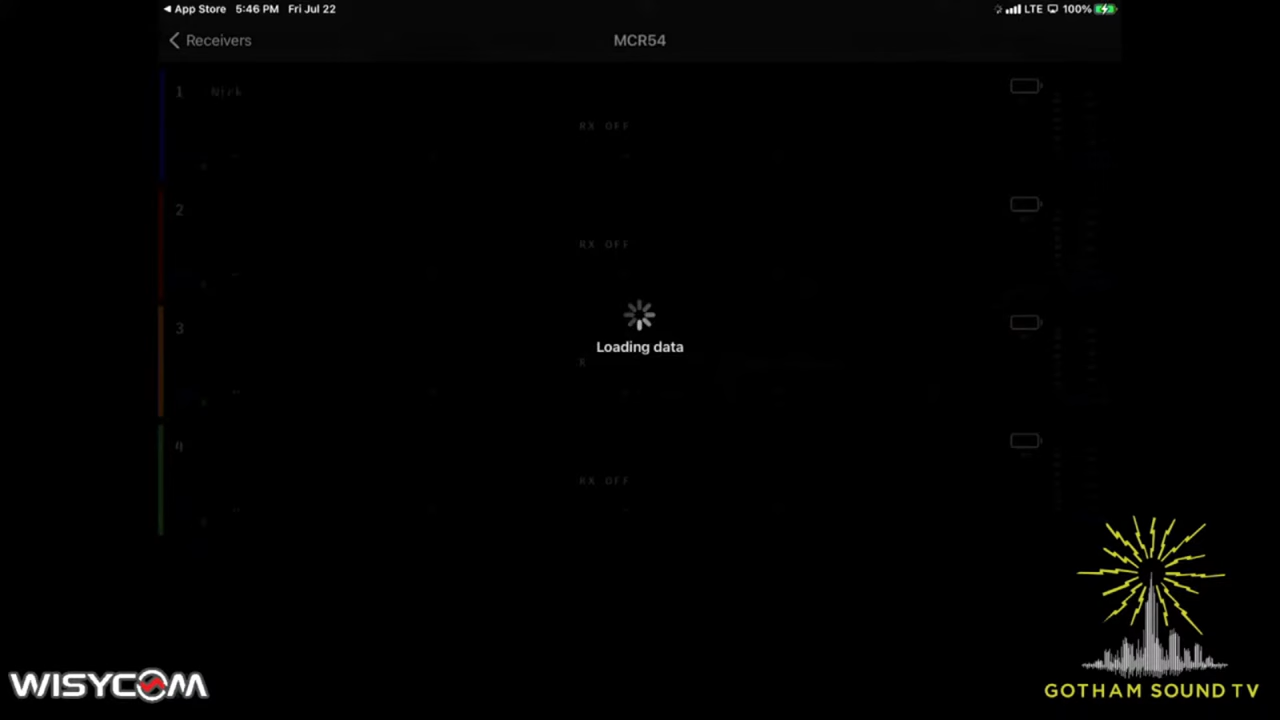 App Store 5:46 PM Fri Jul 22
LTE 100%
Receivers
MCR54
1 Nick
RX OFF
2
RX OFF
3
Loading data
R
4
RX OFF
WISYCOM
GOTHAM SOUND TV